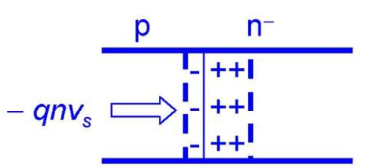 p n⁻
- ++
− qnvₛ - ++
- ++